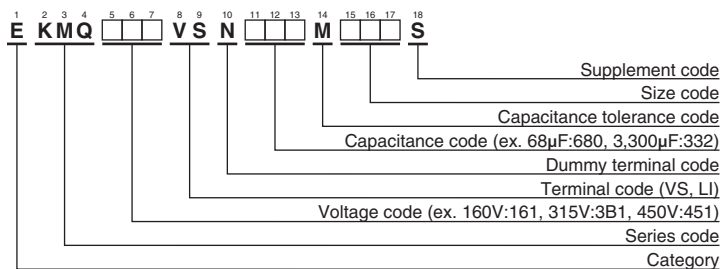 1 2 3 4 5 6 7 8 9 10 11 12 13 14 15 16 17 18
E KMQ □□□ VS N □□□ M □□□ S
Supplement code
Size code
Capacitance tolerance code
Capacitance code (ex. 68µF:680, 3,300µF:332)
Dummy terminal code
Terminal code (VS, LI)
Voltage code (ex. 160V:161, 315V:3B1, 450V:451)
Series code
Category